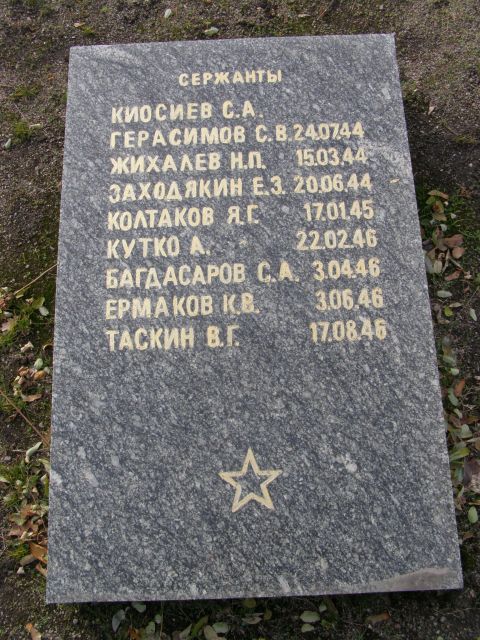 СЕРЖАНТЫ
КИОСИЕВ С.А.
ГЕРАСИМОВ С.В. 24.07.44
ЖИХАЛЕВ Н.П. 15.03.44
ЗАХОДЯКИН Е.З. 20.06.44
КОЛТАКОВ Я.Г. 17.01.45
КУТКО А. 22.02.46
БАГДАСАРОВ С.А. 3.04.46
ЕРМАКОВ К.В. 3.06.46
ТАСКИН В.Г. 17.08.46